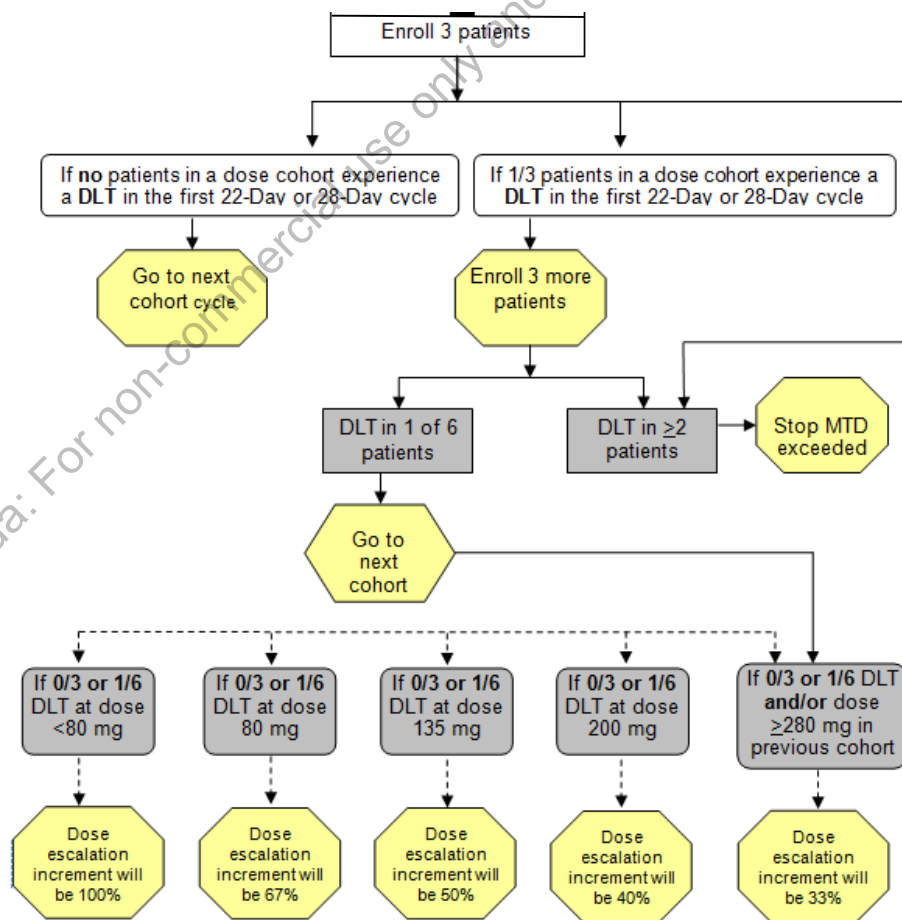 Enroll 3 patients
If no patients in a dose cohort experience
a DLT in the first 22-Day or 28-Day cycle
If 1/3 patients in a dose cohort experience a
DLT in the first 22-Day or 28-Day cycle
Go to next
cohort cycle
Enroll 3 more
patients
DLT in 1 of 6
patients
DLT in ≥2
patients
Stop MTD
exceeded
Go to
next
cohort
If 0/3 or 1/6
DLT at dose
<80 mg
If 0/3 or 1/6
DLT at dose
80 mg
If 0/3 or 1/6
DLT at dose
135 mg
If 0/3 or 1/6
DLT at dose
200 mg
If 0/3 or 1/6 DLT
and/or dose
≥280 mg in
previous cohort
Dose
escalation
increment will
be 100%
Dose
escalation
increment will
be 67%
Dose
escalation
increment will
be 50%
Dose
escalation
increment will
be 40%
Dose
escalation
increment will
be 33%
For non-commercial use only and